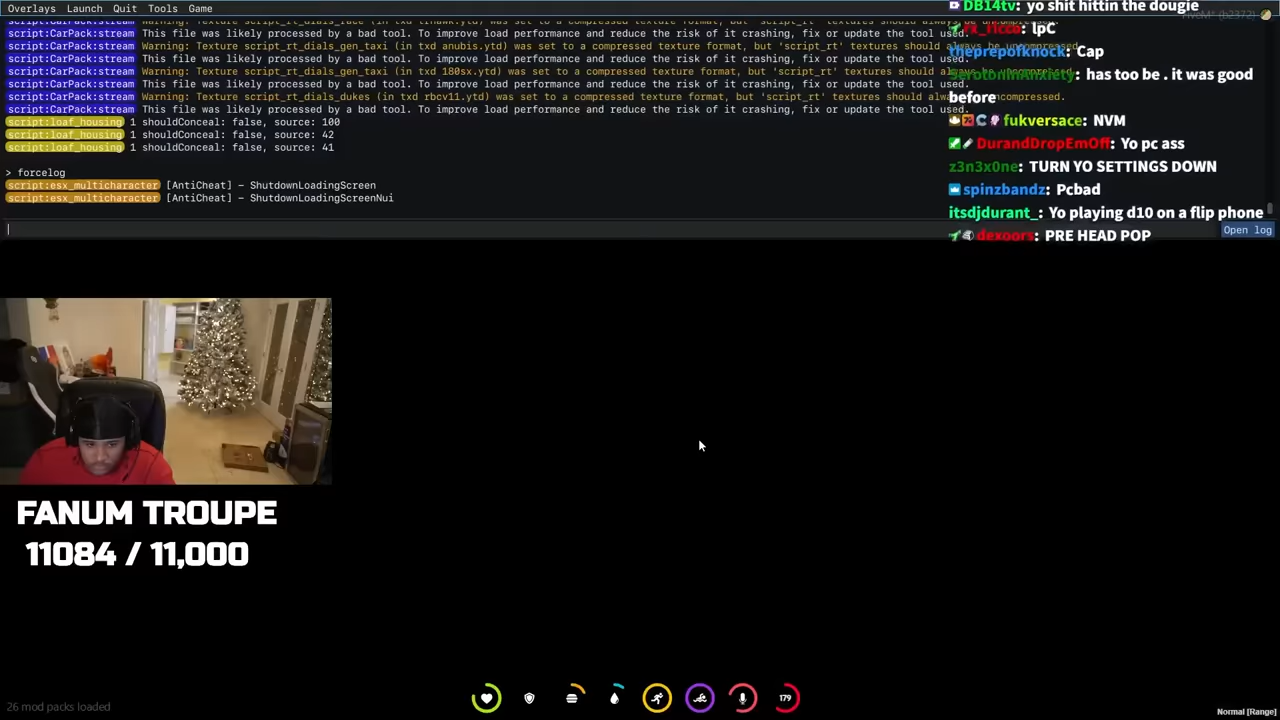 Overlays Launch Quit Tools Game
This file was likely processed by a bad tool. To improve load performance and reduce the risk of it crashing, fix or update the tool used.
script:CarPack:stream Warning: Texture script_rt_dials_gen_taxi (in txd anubis.ytd) was set to a compressed texture format, but 'script_rt' textures should always be uncompressed.
script:CarPack:stream This file was likely processed by a bad tool. To improve load performance and reduce the risk of it crashing, fix or update the tool used.
script:CarPack:stream Warning: Texture script_rt_dials_gen_taxi (in txd 180sx.ytd) was set to a compressed texture format, but 'script_rt' textures should always be uncompressed.
script:CarPack:stream This file was likely processed by a bad tool. To improve load performance and reduce the risk of it crashing, fix or update the tool used.
script:CarPack:stream Warning: Texture script_rt_dials_dukes (in txd rbcv11.ytd) was set to a compressed texture format, but 'script_rt' textures should always be uncompressed.
script:CarPack:stream This file was likely processed by a bad tool. To improve load performance and reduce the risk of it crashing, fix or update the tool used.
script:loaf_housing 1 shouldConceal: false, source: 100
script:loaf_housing 1 shouldConceal: false, source: 42
script:loaf_housing 1 shouldConceal: false, source: 41
> forcelog
script:esx_multicharacter [AntiCheat] – ShutdownLoadingScreen
script:esx_multicharacter [AntiCheat] – ShutdownLoadingScreenNui
Open log
DB14tv: yo shit hittin the dougie
lpC
theprepofknock: Cap
SerotoninAnxiety: has too be . it was good
before
fukversace: NVM
DurandDropEmOff: Yo pc ass
z3n3x0ne: TURN YO SETTINGS DOWN
spinzbandz: Pcbad
itsdjdurant_: Yo playing d10 on a flip phone
dexoors: PRE HEAD POP
FANUM TROUPE
11084 / 11,000
179
26 mod packs loaded
Normal [Range]